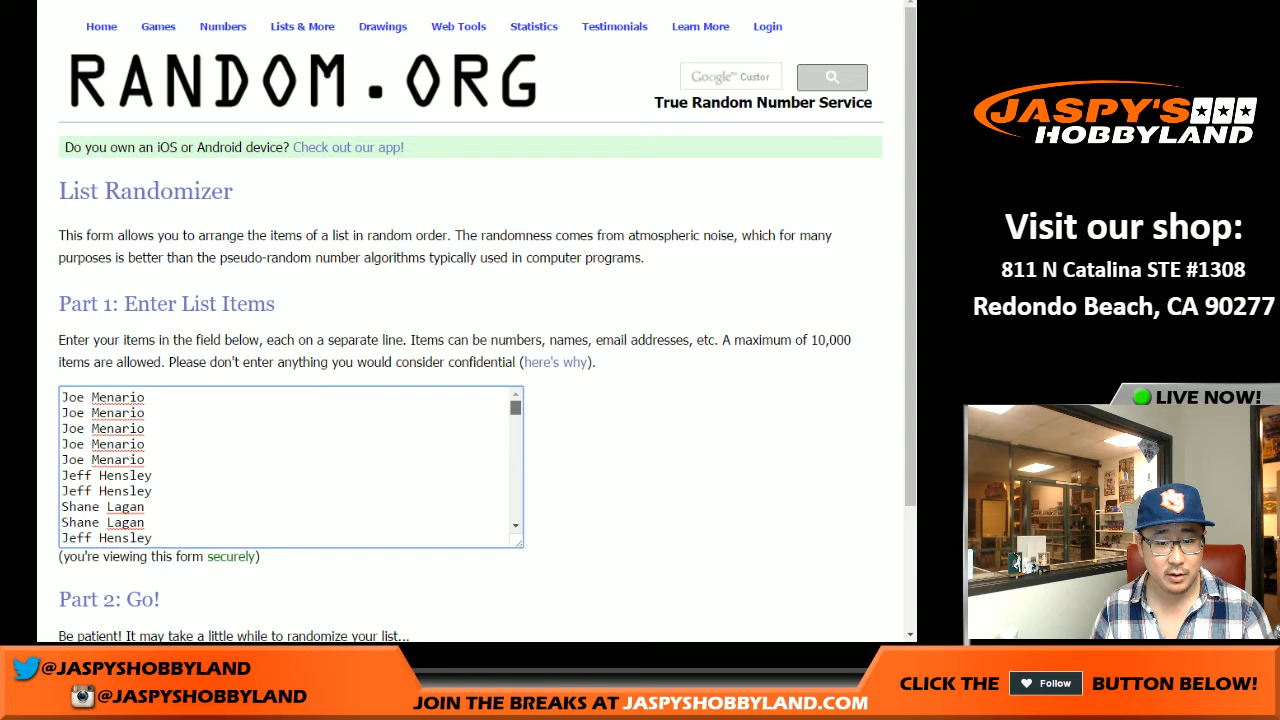 Home Games Numbers Lists & More Drawings Web Tools Statistics Testimonials Learn More Login
RANDOM.ORG
Google™ Custor
True Random Number Service
Do you own an iOS or Android device? Check out our app!
List Randomizer
This form allows you to arrange the items of a list in random order. The randomness comes from atmospheric noise, which for many
purposes is better than the pseudo-random number algorithms typically used in computer programs.
Part 1: Enter List Items
Enter your items in the field below, each on a separate line. Items can be numbers, names, email addresses, etc. A maximum of 10,000
items are allowed. Please don't enter anything you would consider confidential (here's why).
Joe Menario
Joe Menario
Joe Menario
Joe Menario
Joe Menario
Jeff Hensley
Jeff Hensley
Shane Lagan
Shane Lagan
Jeff Hensley
(you're viewing this form securely)
Part 2: Go!
Be patient! It may take a little while to randomize your list...
JASPY'S
HOBBYLAND
Visit our shop:
811 N Catalina STE #1308
Redondo Beach, CA 90277
LIVE NOW!
@JASPYSHOBBYLAND
@JASPYSHOBBYLAND
JOIN THE BREAKS AT JASPYSHOBBYLAND.COM
CLICK THE Follow BUTTON BELOW!